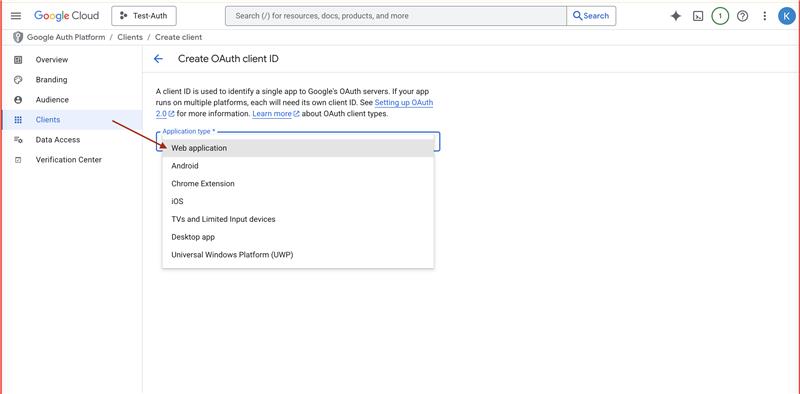 Google Cloud
Test-Auth
Search (/) for resources, docs, products, and more
Search
1
K
Google Auth Platform / Clients / Create client
Overview
Branding
Audience
Clients
Data Access
Verification Center
Create OAuth client ID
A client ID is used to identify a single app to Google's OAuth servers. If your app
runs on multiple platforms, each will need its own client ID. See Setting up OAuth
2.0 for more information. Learn more about OAuth client types.
Application type *
Web application
Android
Chrome Extension
iOS
TVs and Limited Input devices
Desktop app
Universal Windows Platform (UWP)